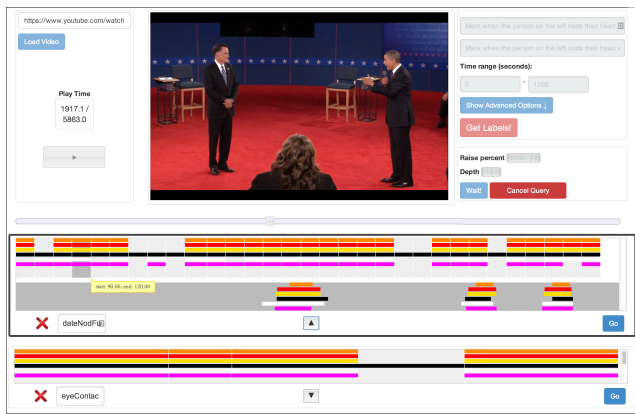 https://www.youtube.com/watch
Load Video
Play Time
1917.1 /
5863.0
Mark when the person on the left nods their head
Mark when the person on the left nods their head
Time range (seconds):
0 - 1200
Show Advanced Options ↓
Get Labels!
Raise percent
Depth
Wait!
Cancel Query
start: 90.00; end: 120.00
dateNodFu
Go
eyeContac
Go